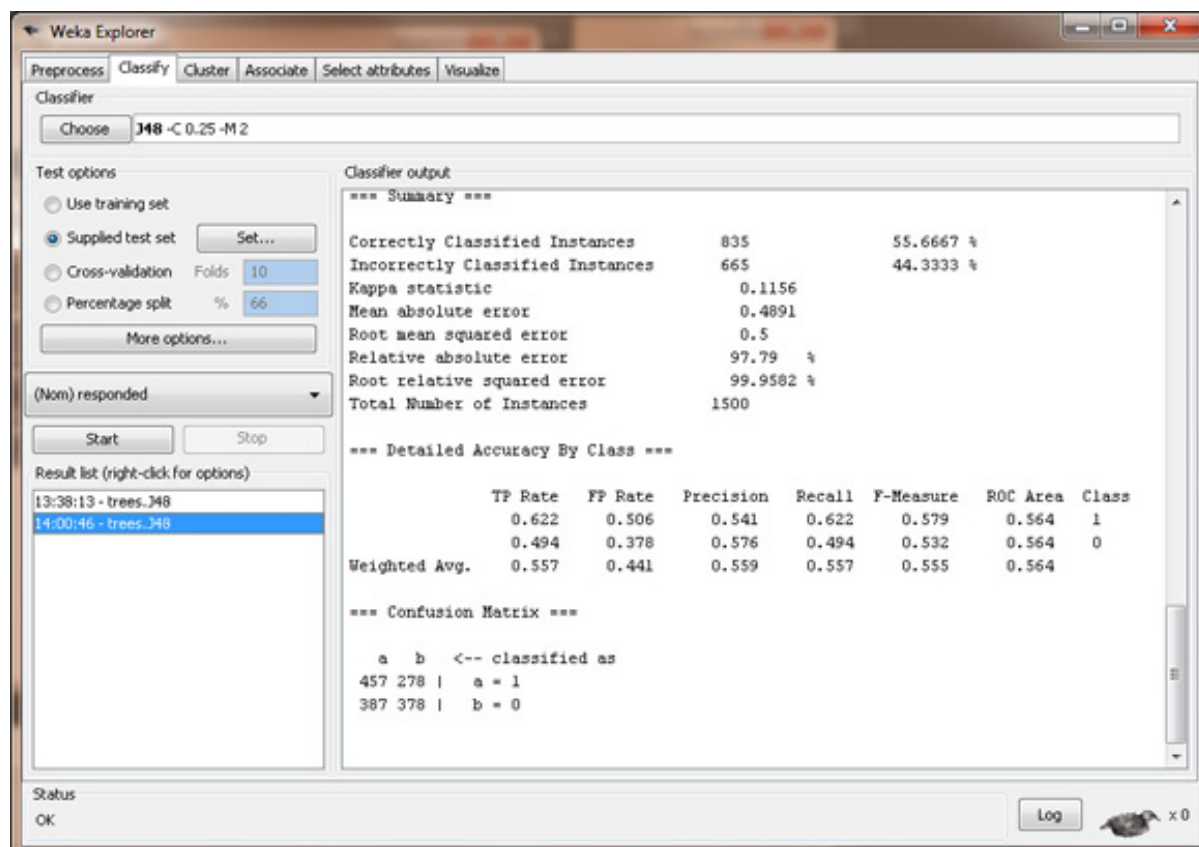 Weka Explorer
Preprocess Classify Cluster Associate Select attributes Visualize
Classifier
Choose J48 -C 0.25 -M 2
Test options
Use training set
Supplied test set Set...
Cross-validation Folds 10
Percentage split % 66
More options...
(Nom) responded
Start Stop
Result list (right-click for options)
13:38:13 - trees.J48
14:00:46 - trees.J48
Classifier output
=== Summary ===
Correctly Classified Instances 835 55.6667 %
Incorrectly Classified Instances 665 44.3333 %
Kappa statistic 0.1156
Mean absolute error 0.4891
Root mean squared error 0.5
Relative absolute error 97.79 %
Root relative squared error 99.9582 %
Total Number of Instances 1500
=== Detailed Accuracy By Class ===
TP Rate FP Rate Precision Recall F-Measure ROC Area Class
0.622 0.506 0.541 0.622 0.579 0.564 1
0.494 0.378 0.576 0.494 0.532 0.564 0
Weighted Avg. 0.557 0.441 0.559 0.557 0.555 0.564
=== Confusion Matrix ===
a b <-- classified as
457 278 | a = 1
387 378 | b = 0
Status
OK
Log x 0